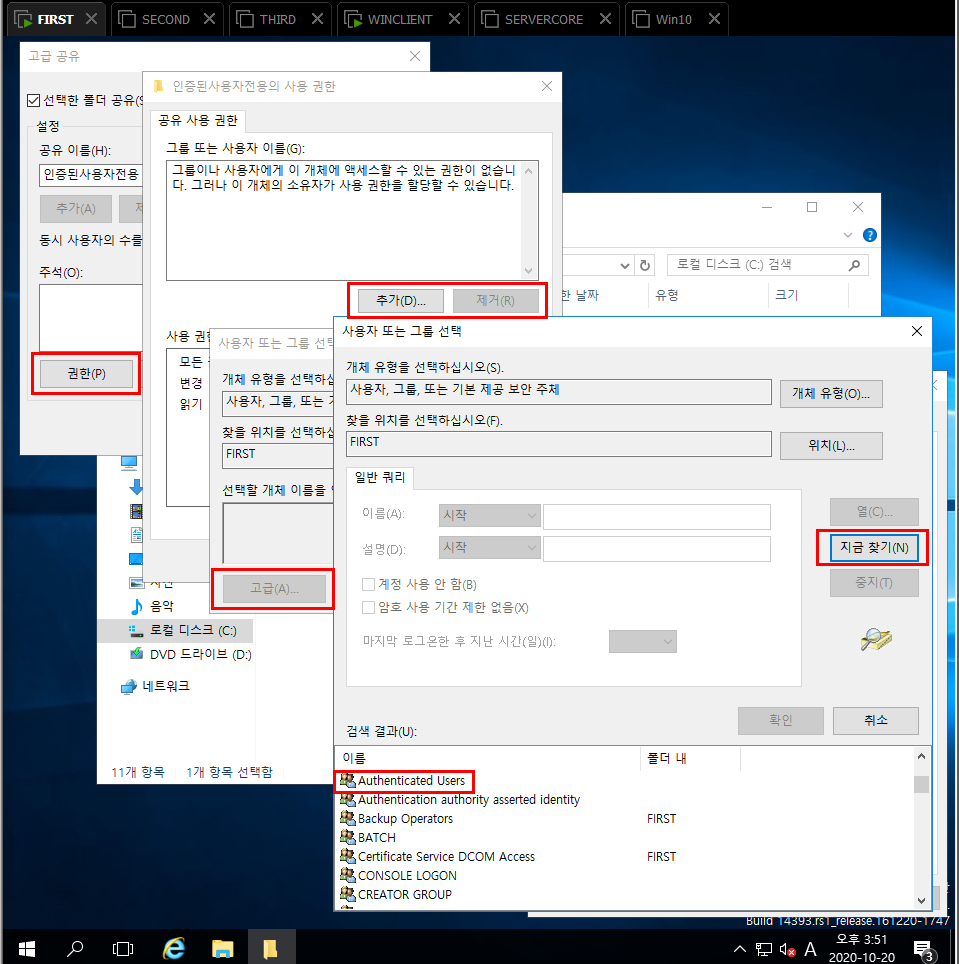 FIRST
SECOND
THIRD
WINCLIENT
SERVERCORE
Win10
고급 공유
선택한 폴더 공유(S
설정
공유 이름(H):
인증된사용자전용
추가(A)
동시 사용자의 수를
주석(O):
권한(P)
인증된사용자전용의 사용 권한
공유 사용 권한
그룹 또는 사용자 이름(G):
그룹이나 사용자에게 이 개체에 액세스할 수 있는 권한이 없습니
다. 그러나 이 개체의 소유자가 사용 권한을 할당할 수 있습니다.
추가(D)...
제거(R)
사용 권한
모든
변경
읽기
로컬 디스크 (C:) 검색
한 날짜
유형
크기
사용자 또는 그룹 선택
개체 유형을 선택하십
사용자, 그룹, 또는 기
찾을 위치를 선택하십
FIRST
선택할 개체 이름을
고급(A)...
사용자 또는 그룹 선택
개체 유형을 선택하십시오(S).
사용자, 그룹, 또는 기본 제공 보안 주체
개체 유형(O)...
찾을 위치를 선택하십시오(F).
FIRST
위치(L)...
일반 쿼리
이름(A):
시작
설명(D):
시작
계정 사용 안 함(B)
암호 사용 기간 제한 없음(X)
마지막 로그온한 후 지난 시간(일)(I):
열(C)...
지금 찾기(N)
중지(T)
확인
취소
검색 결과(U):
이름
폴더 내
Authenticated Users
Authentication authority asserted identity
Backup Operators
FIRST
BATCH
Certificate Service DCOM Access
FIRST
CONSOLE LOGON
CREATOR GROUP
사진
음악
로컬 디스크 (C:)
DVD 드라이브 (D:)
네트워크
11개 항목
1개 항목 선택함
Build 14393.rs1_release.161220-1747
A
오후 3:51
2020-10-20
3